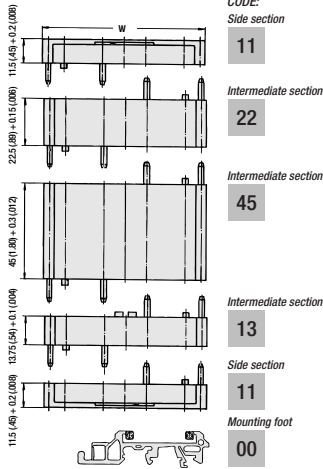 CODE:
Side section
11
W
11.5 (.45) + 0.2 (.008)
Intermediate section
22
22.5 (.89) + 0.15 (.006)
Intermediate section
45
45 (1.80) + 0.3 (.012)
Intermediate section
13
13.75 (.54) + 0.1 (.004)
Side section
11
11.5 (.45) + 0.2 (.008)
Mounting foot
00